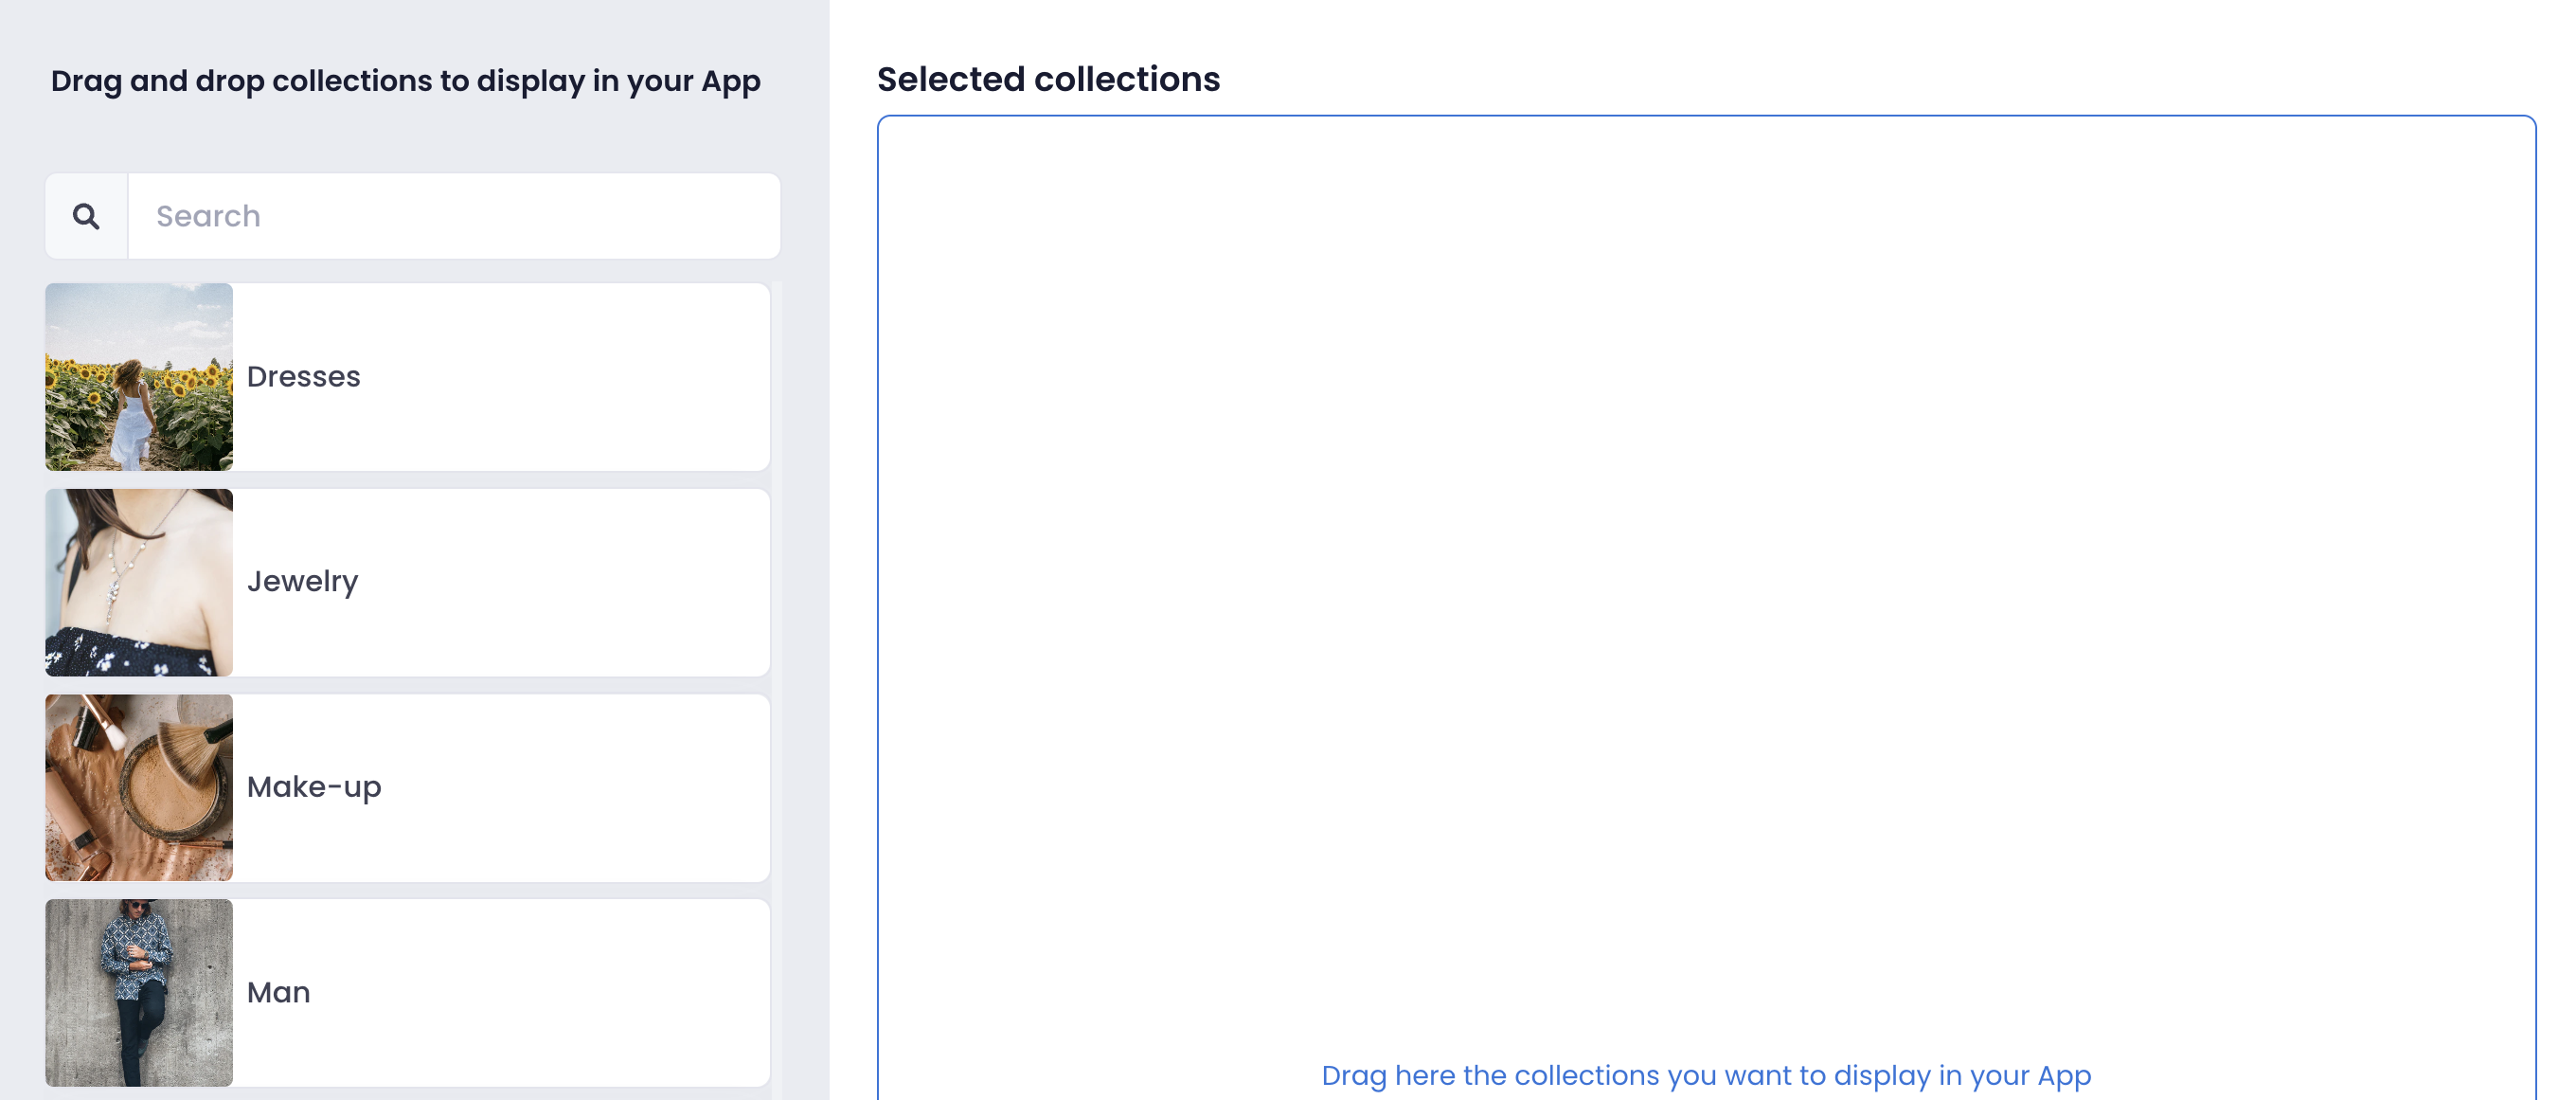 Drag and drop collections to display in your App
Search
Dresses
Jewelry
Make-up
Man
Selected collections
Drag here the collections you want to display in your App